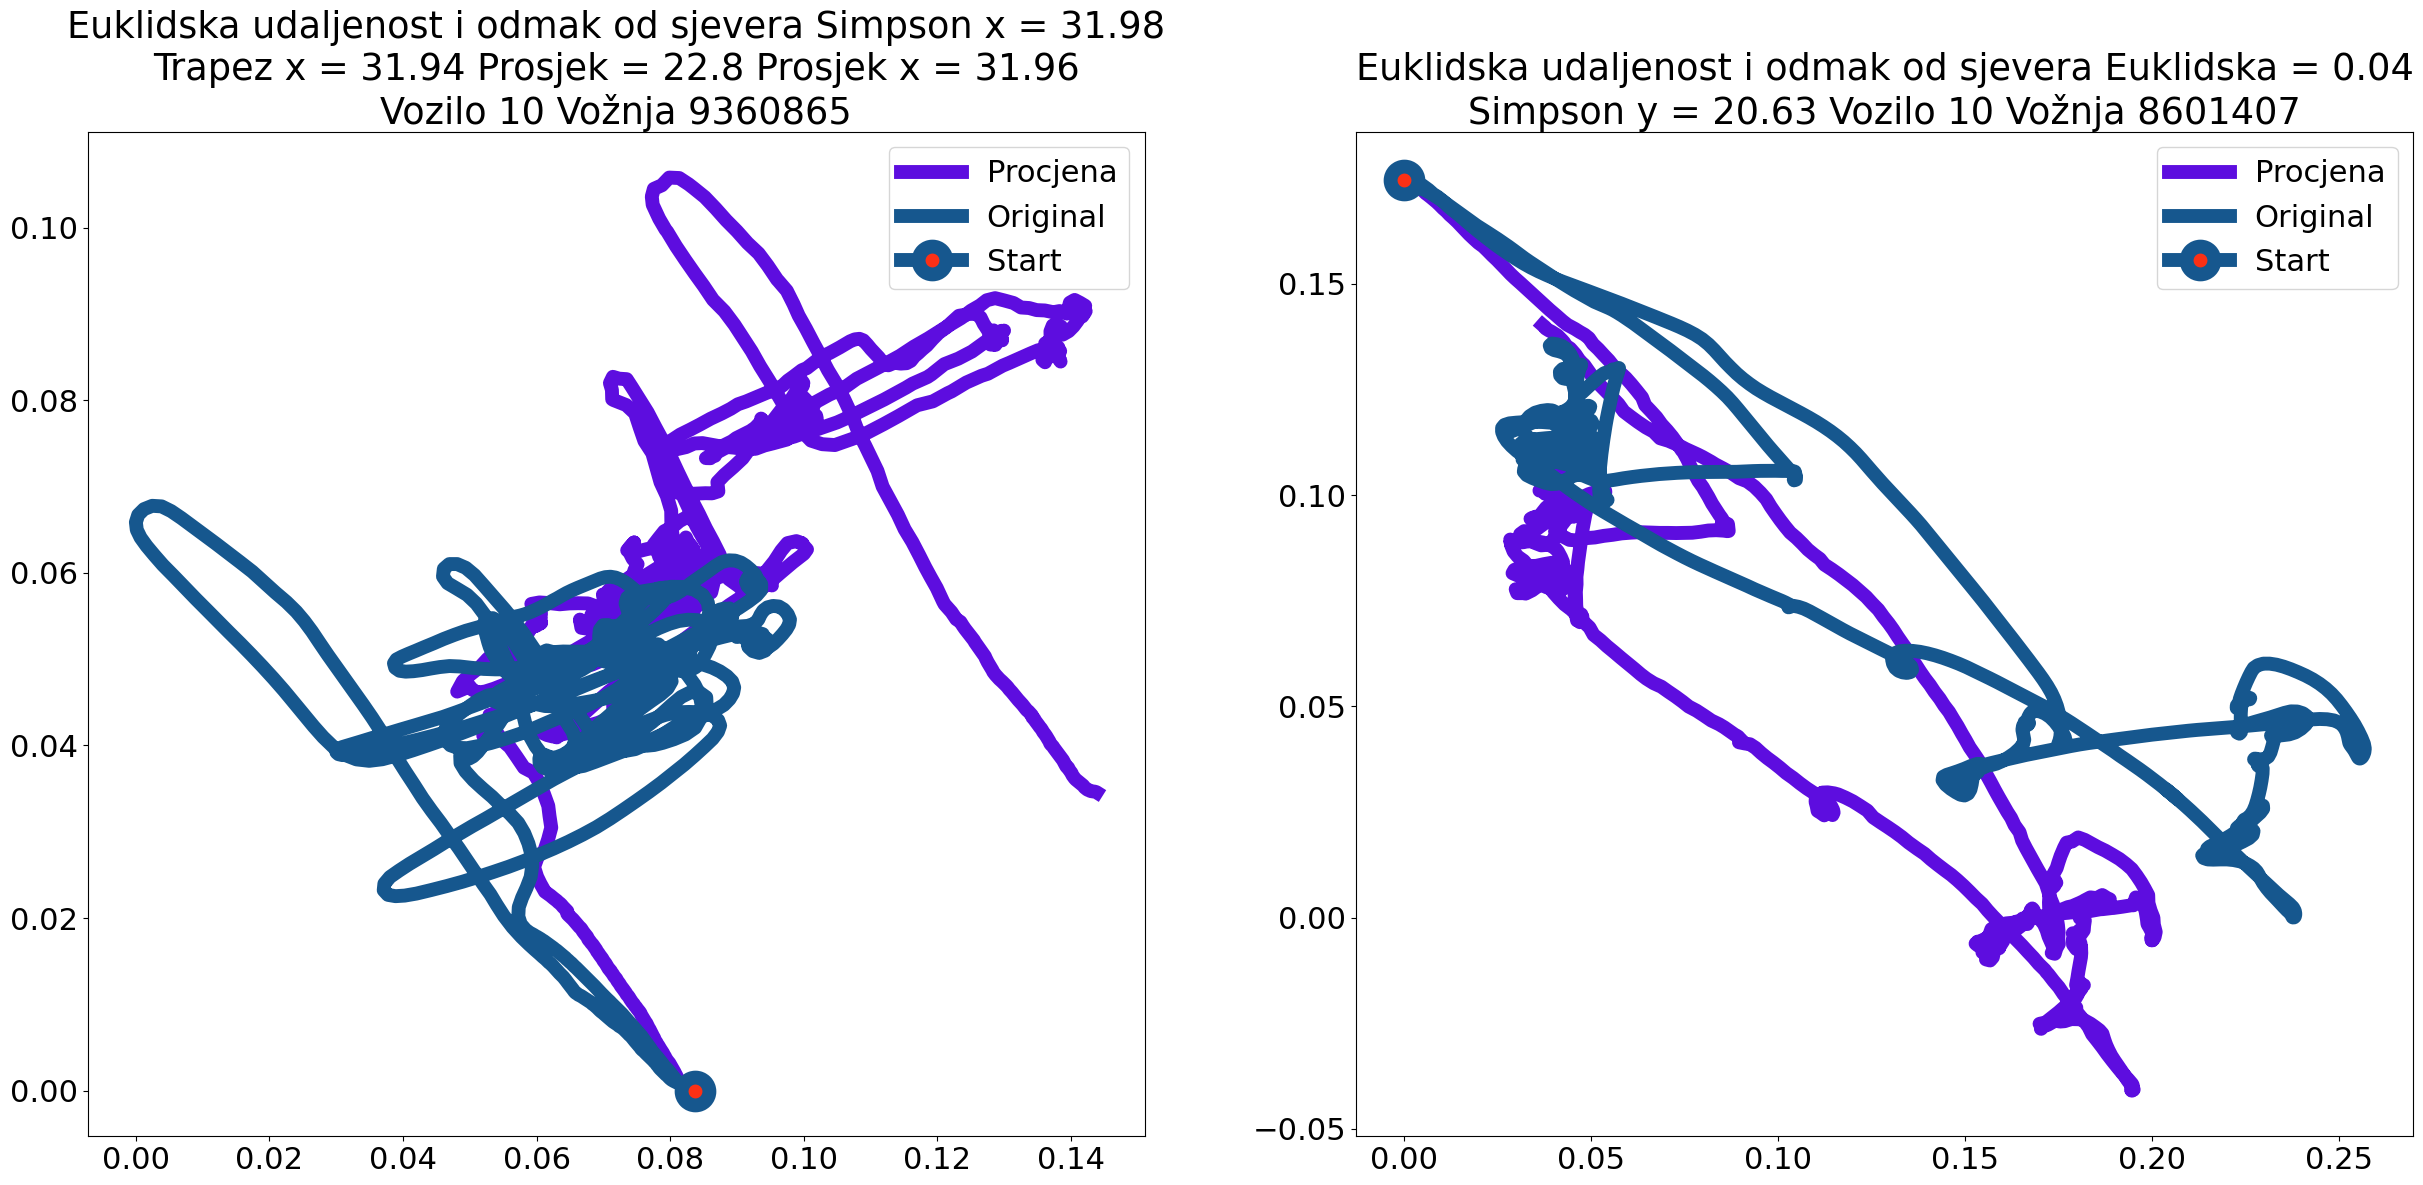 Euklidska udaljenost i odmak od sjevera Simpson x = 31.98
Trapez x = 31.94 Prosjek = 22.8 Prosjek x = 31.96
Vozilo 10 Vožnja 9360865
Procjena
Original
Start
0.10
0.08
0.06
0.04
0.02
0.00
0.00 0.02 0.04 0.06 0.08 0.10 0.12 0.14
Euklidska udaljenost i odmak od sjevera Euklidska = 0.04
Simpson y = 20.63 Vozilo 10 Vožnja 8601407
Procjena
Original
Start
0.15
0.10
0.05
0.00
−0.05
0.00 0.05 0.10 0.15 0.20 0.25